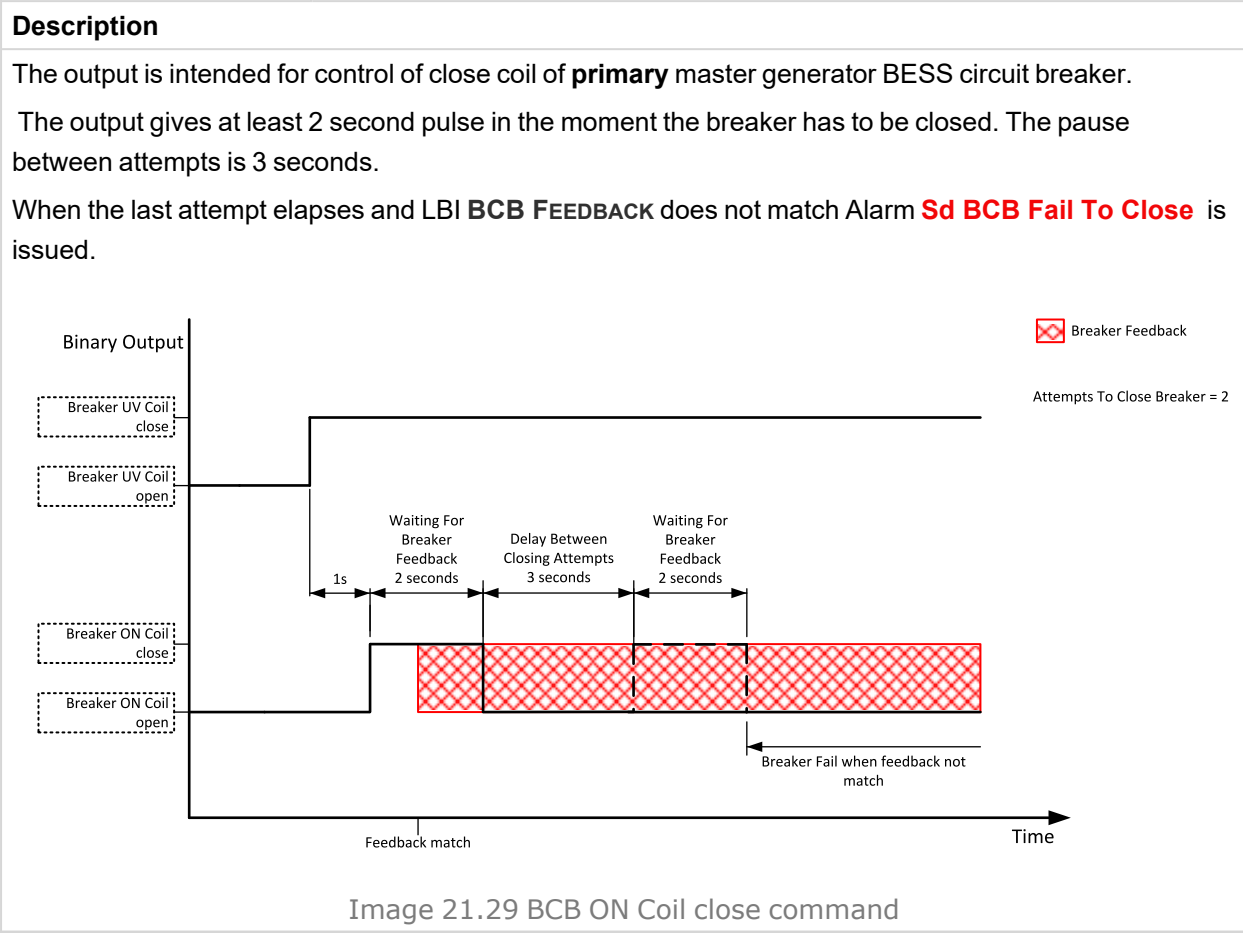 Description
The output is intended for control of close coil of primary master generator BESS circuit breaker.
The output gives at least 2 second pulse in the moment the breaker has to be closed. The pause
between attempts is 3 seconds.
When the last attempt elapses and LBI BCB FEEDBACK does not match Alarm Sd BCB Fail To Close is
issued.
Binary Output
Breaker Feedback
Attempts To Close Breaker = 2
Breaker UV Coil
close
Breaker UV Coil
open
1s
Waiting For
Breaker
Feedback
2 seconds
Delay Between
Closing Attempts
3 seconds
Waiting For
Breaker
Feedback
2 seconds
Breaker ON Coil
close
Breaker ON Coil
open
Breaker Fail when feedback not
match
Feedback match
Time
Image 21.29 BCB ON Coil close command